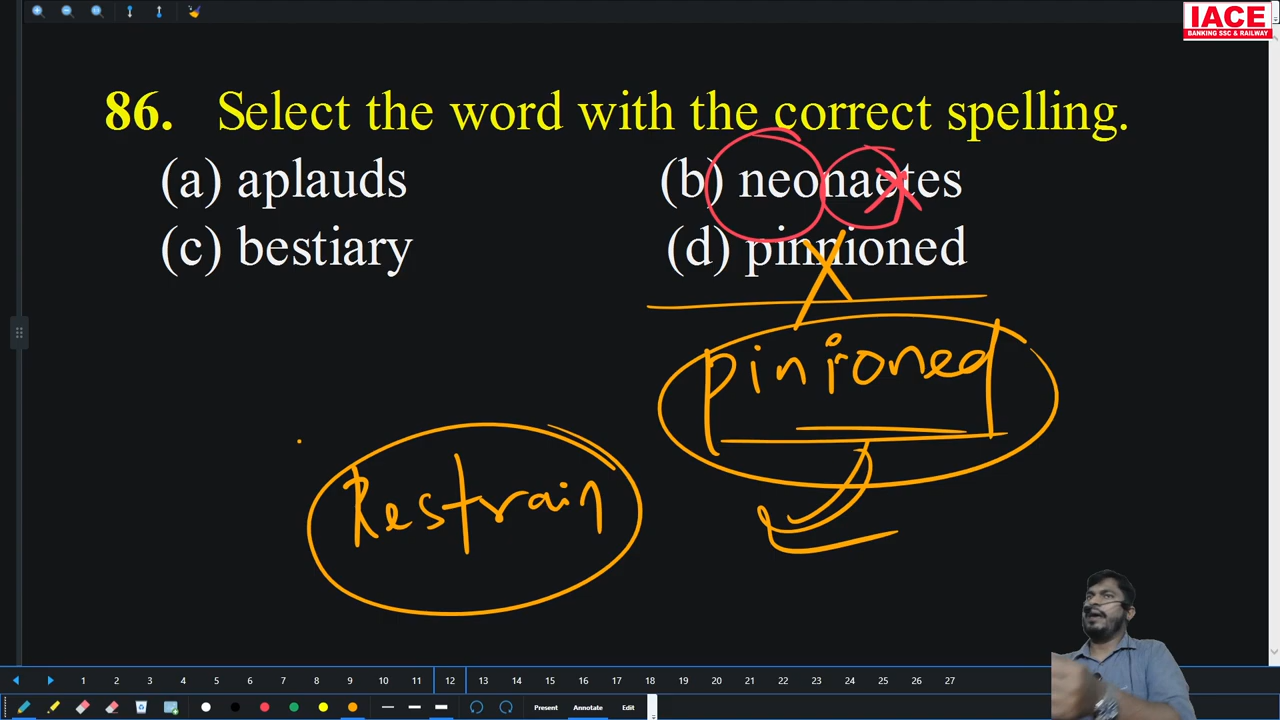 IACE
BANKING SSC & RAILWAY
86. Select the word with the correct spelling.
(a) aplauds (b) neonaetes
(c) bestiary (d) pinnioned
pinioned
Restrain
1 2 3 4 5 6 7 8 9 10 11 12 13 14 15 16 17 18 19 20 21 22 23 24 25 26 27
Present Annotate Edit